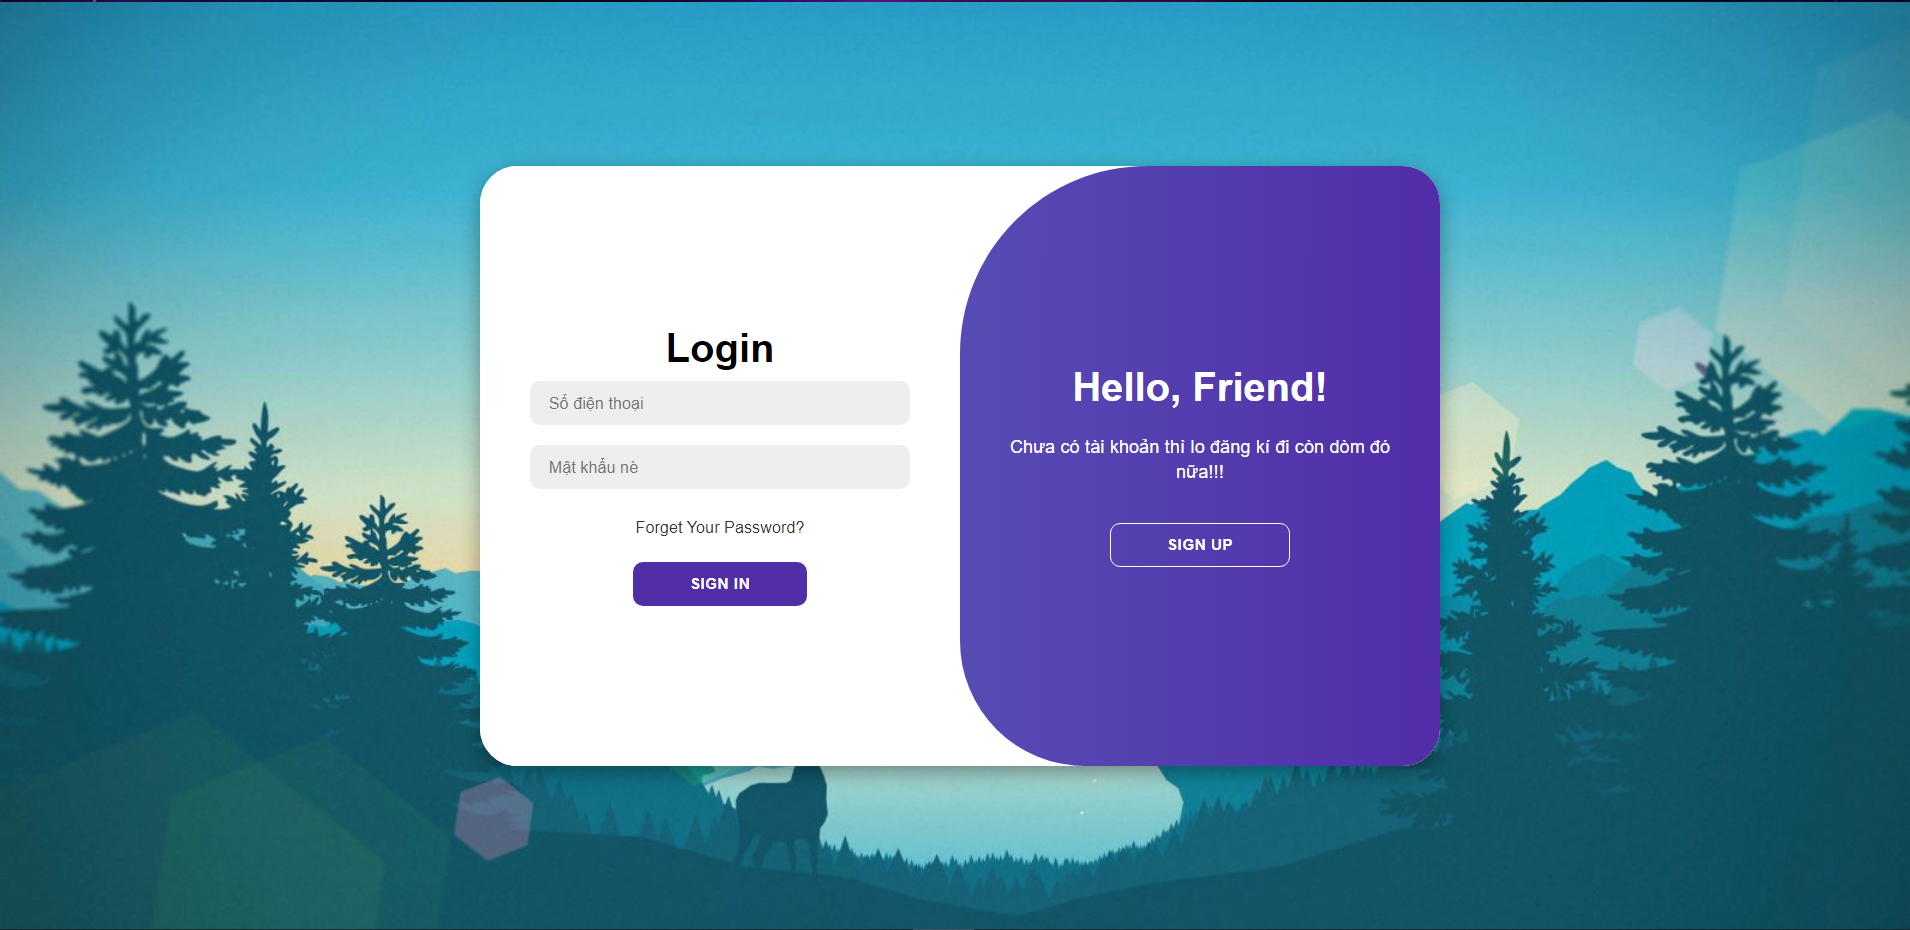 Login
Số điện thoại
Mật khẩu nè
Forget Your Password?
SIGN IN
Hello, Friend!
Chưa có tài khoản thì lo đăng kí đi còn dòm đó
nữa!!!
SIGN UP